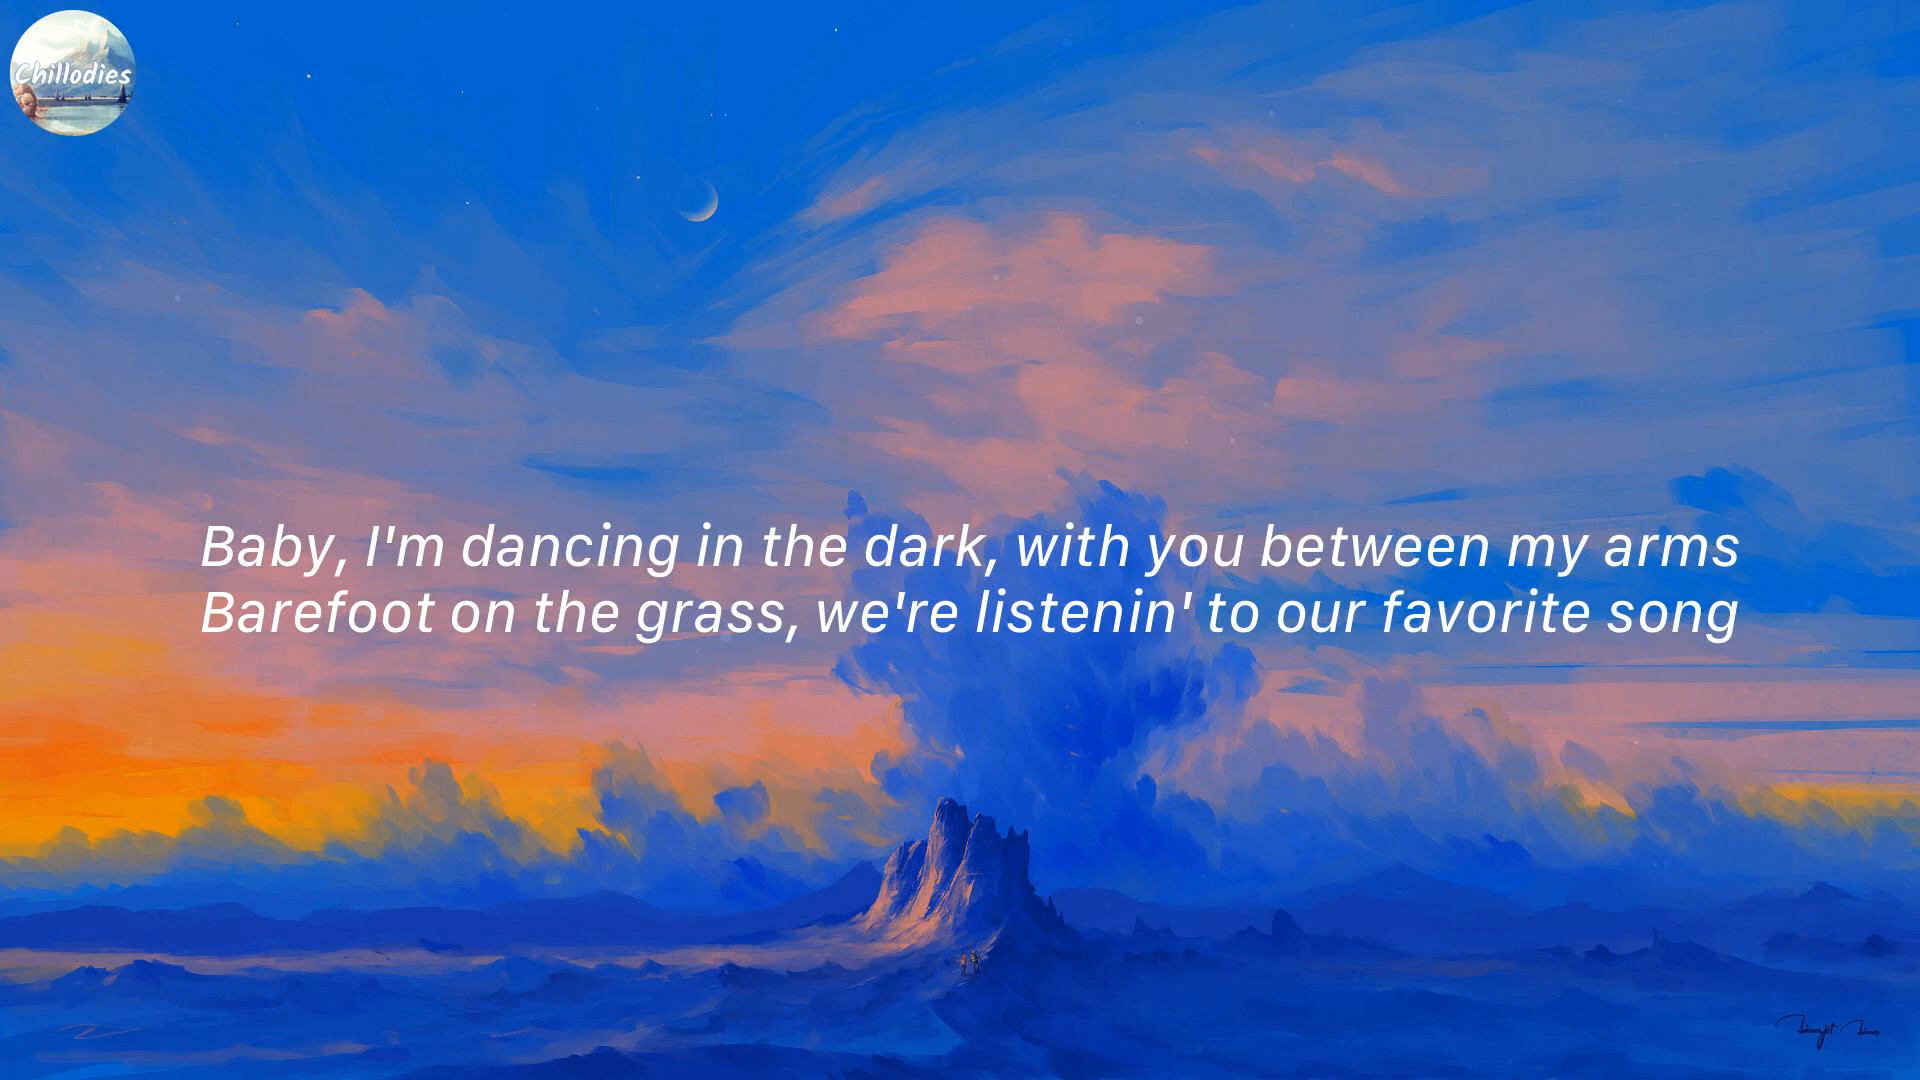 Chillodies
Baby, I'm dancing in the dark, with you between my arms
Barefoot on the grass, we're listenin' to our favorite song